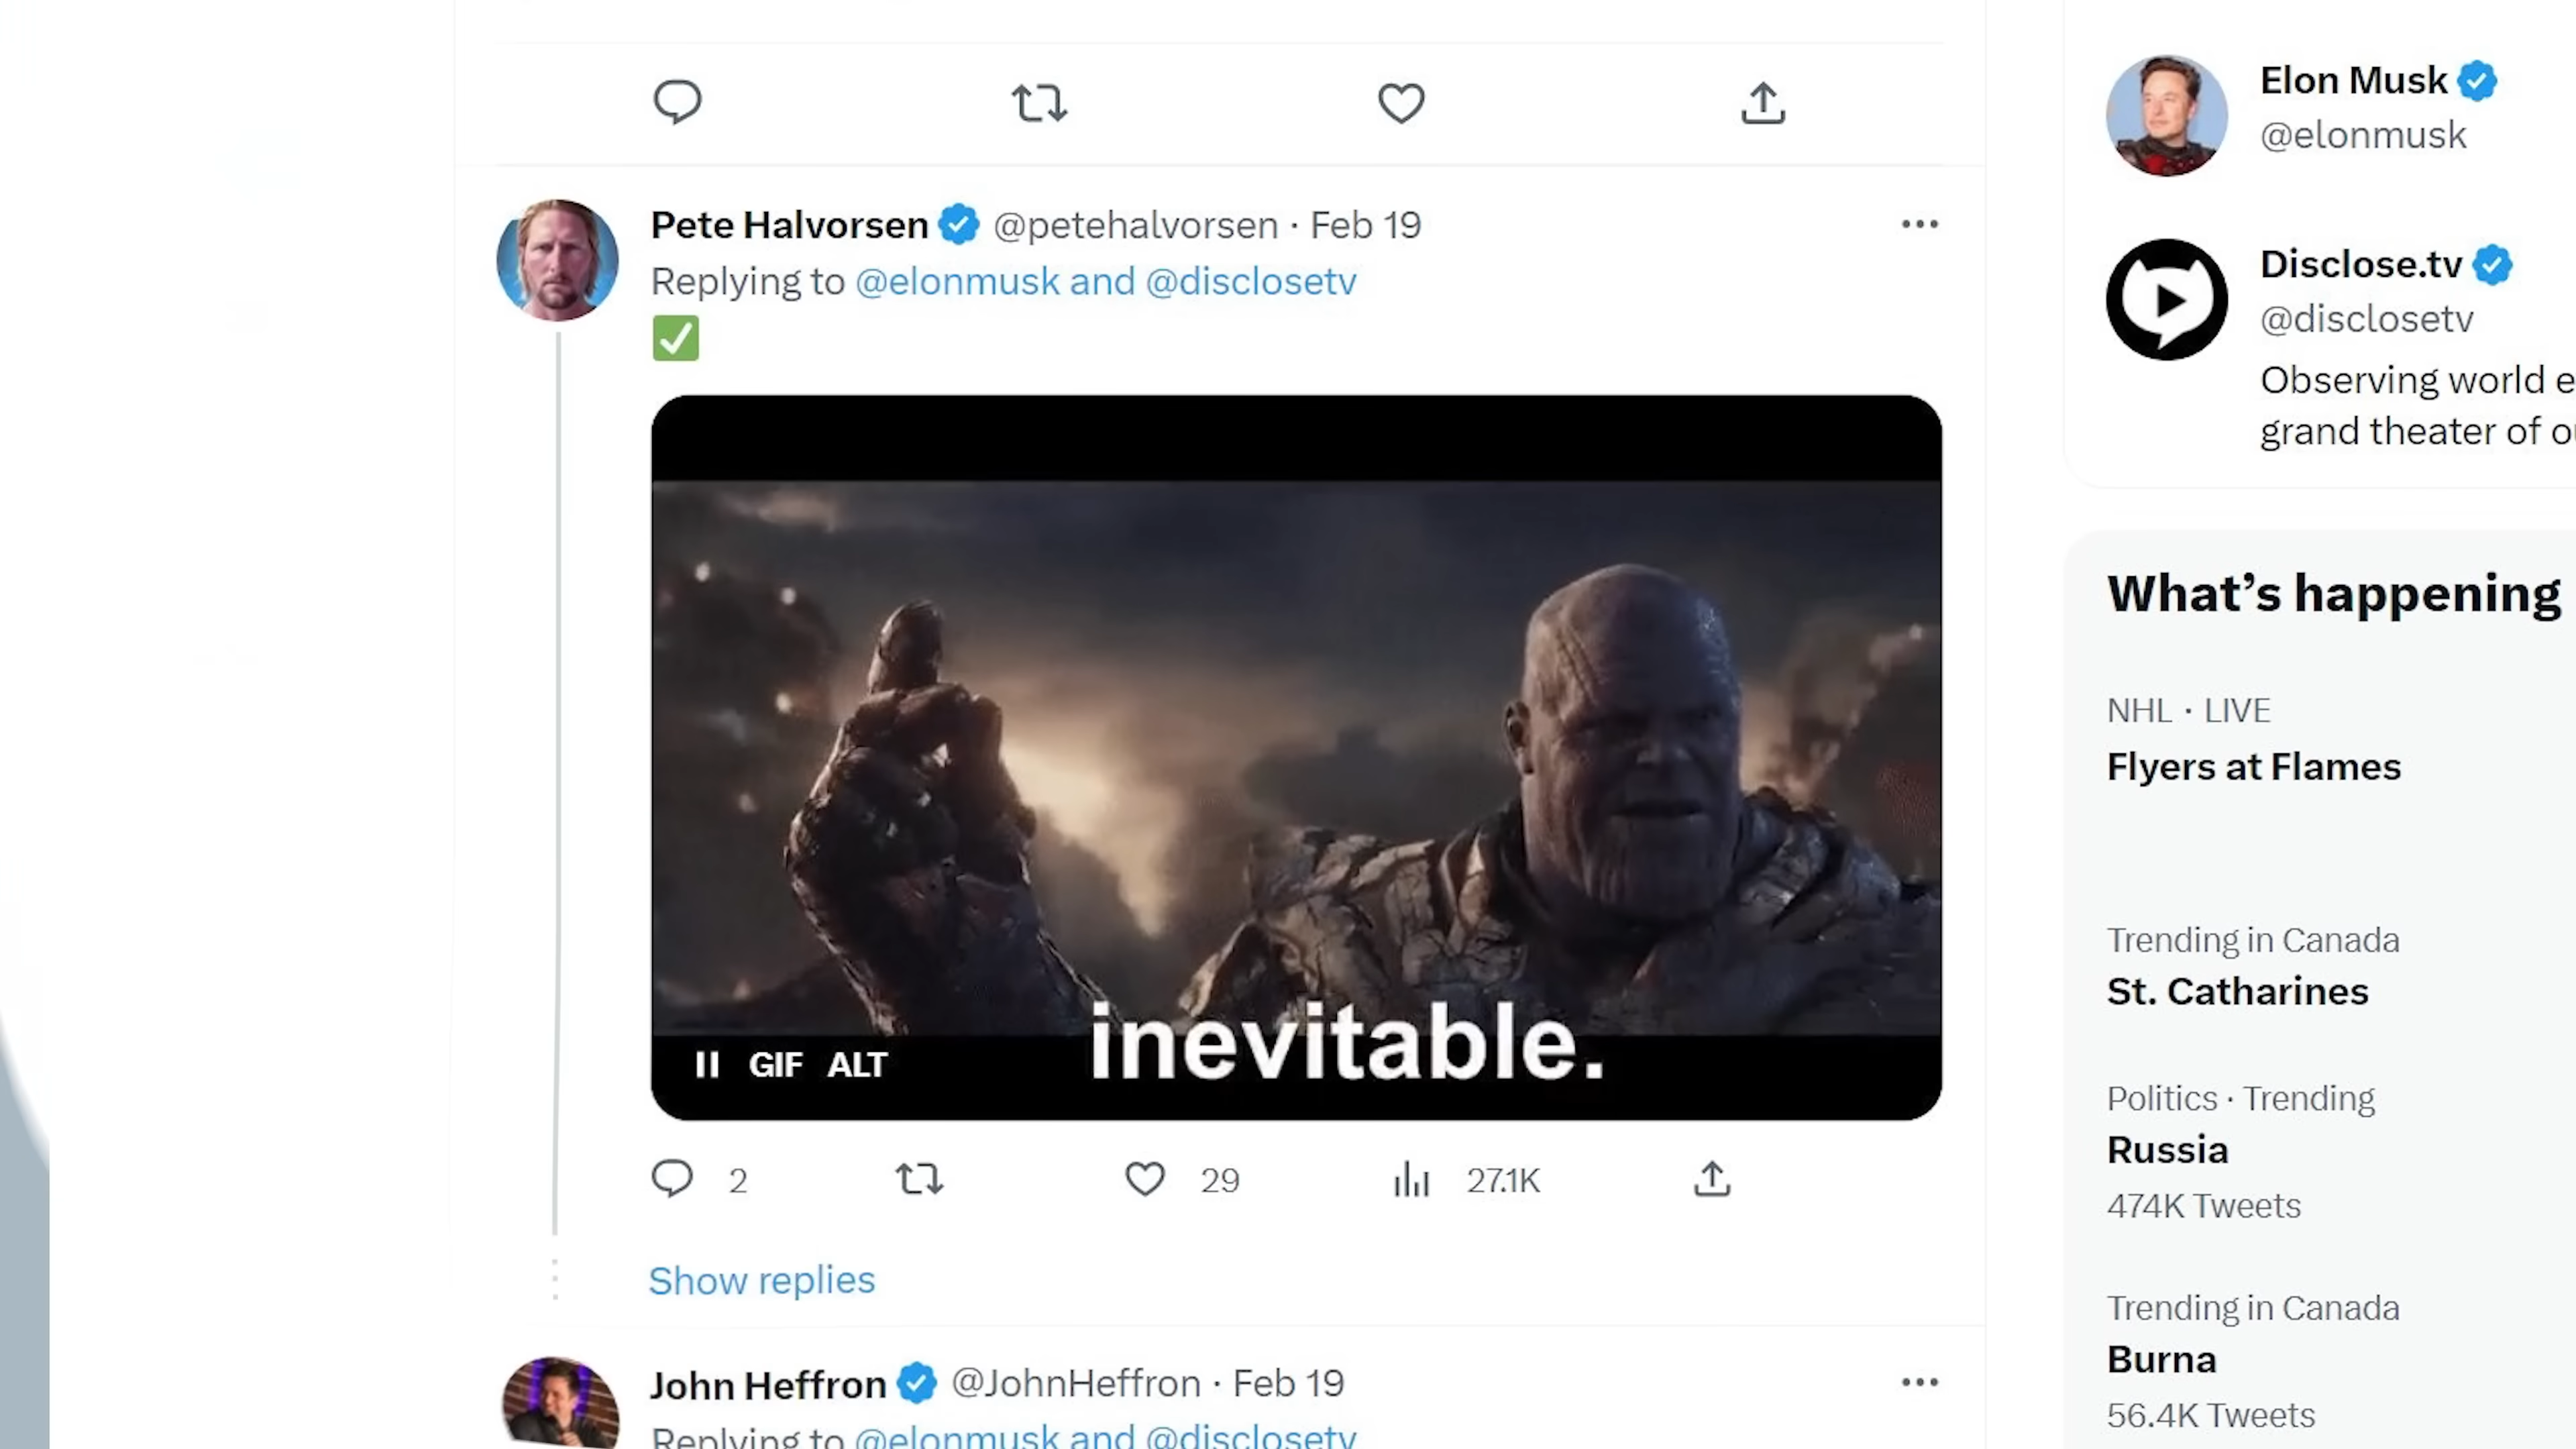 Pete Halvorsen @petehalvorsen · Feb 19
Replying to @elonmusk and @disclosetv
inevitable.
GIF ALT
2 29 27.1K
Show replies
John Heffron @JohnHeffron · Feb 19
Replying to @elonmusk and @disclosetv
Elon Musk
@elonmusk
Disclose.tv
@disclosetv
Observing world e
grand theater of o
What’s happening
NHL · LIVE
Flyers at Flames
Trending in Canada
St. Catharines
Politics · Trending
Russia
474K Tweets
Trending in Canada
Burna
56.4K Tweets